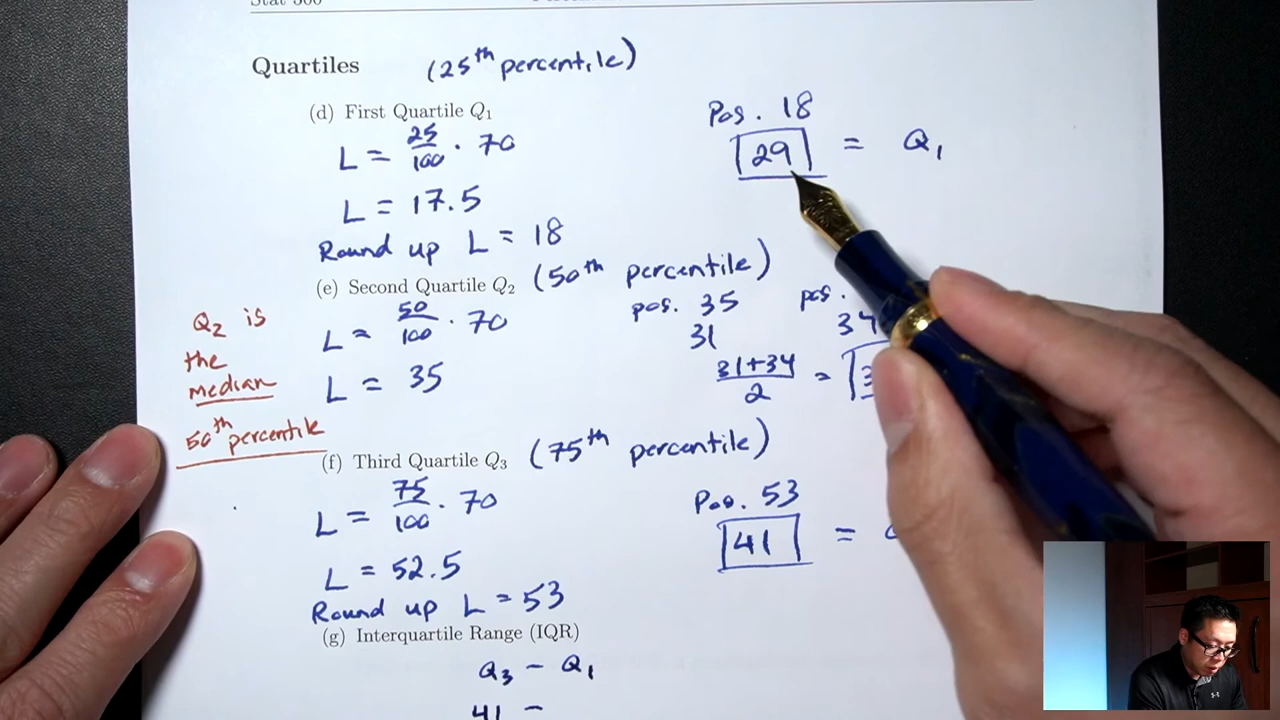 Stat 300
Quartiles (25th percentile)
(d) First Quartile Q1
L = 25/100 · 70
Pos. 18
29 = Q1
L = 17.5
Round up L = 18
(e) Second Quartile Q2 (50th percentile)
L = 50/100 · 70
pos. 35 pos.
31 34
L = 35
31+34/2 =
Q2 is
the
median
50th percentile
(f) Third Quartile Q3 (75th percentile)
L = 75/100 · 70
Pos. 53
41 =
L = 52.5
Round up L = 53
(g) Interquartile Range (IQR)
Q3 − Q1
41 −